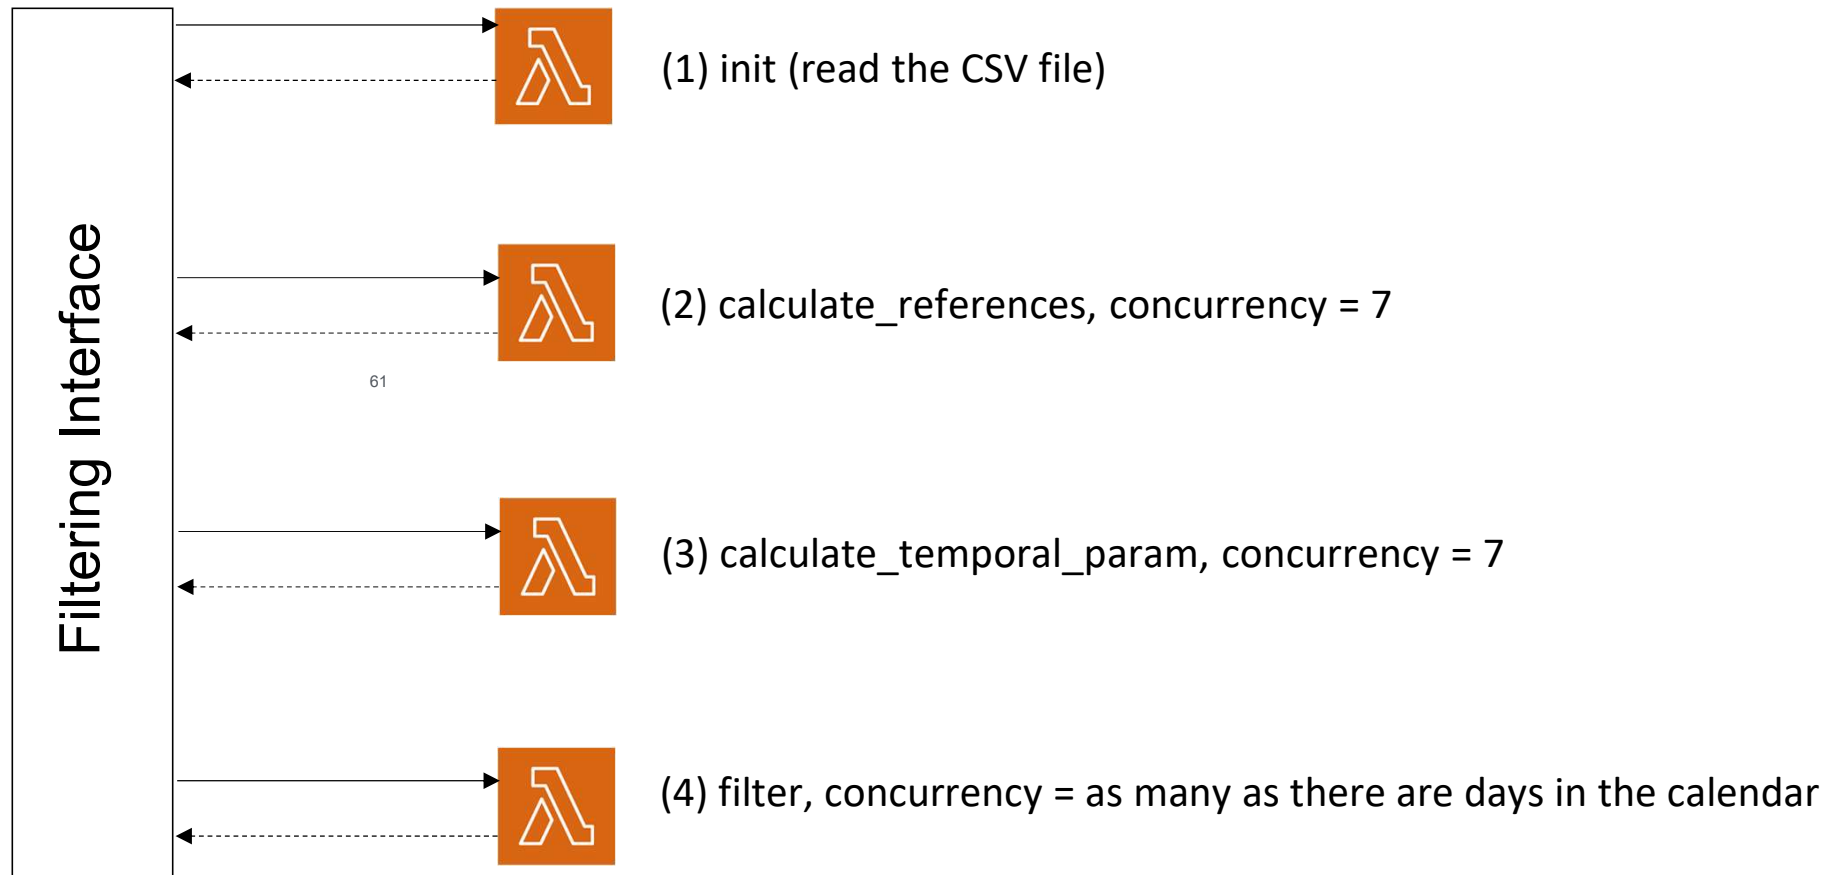 Filtering Interface
(1) init (read the CSV file)
(2) calculate_references, concurrency = 7
61
(3) calculate_temporal_param, concurrency = 7
(4) filter, concurrency = as many as there are days in the calendar